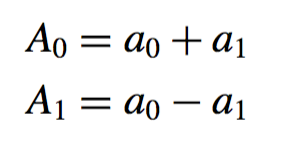 A₀ = a₀ + a₁
A₁ = a₀ − a₁